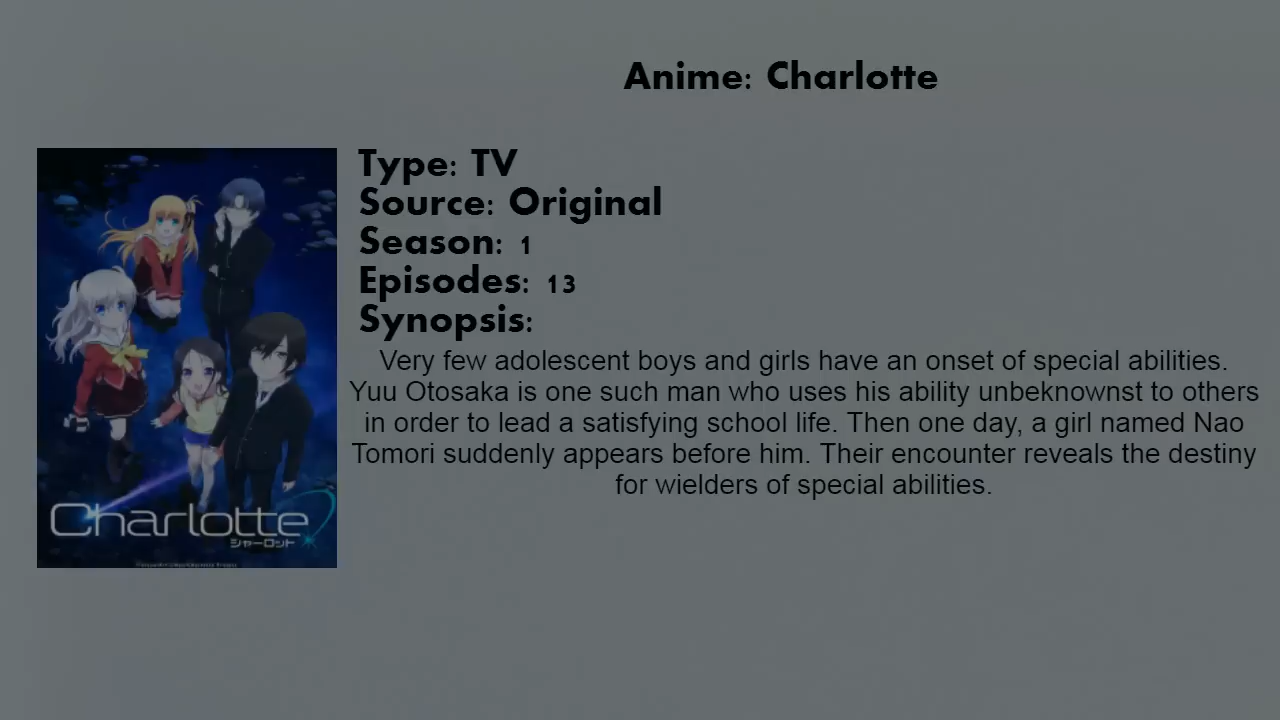 Anime: Charlotte
Type: TV
Source: Original
Season: 1
Episodes: 13
Synopsis:
Very few adolescent boys and girls have an onset of special abilities.
Yuu Otosaka is one such man who uses his ability unbeknownst to others
in order to lead a satisfying school life. Then one day, a girl named Nao
Tomori suddenly appears before him. Their encounter reveals the destiny
for wielders of special abilities.
Charlotte
シャーロット